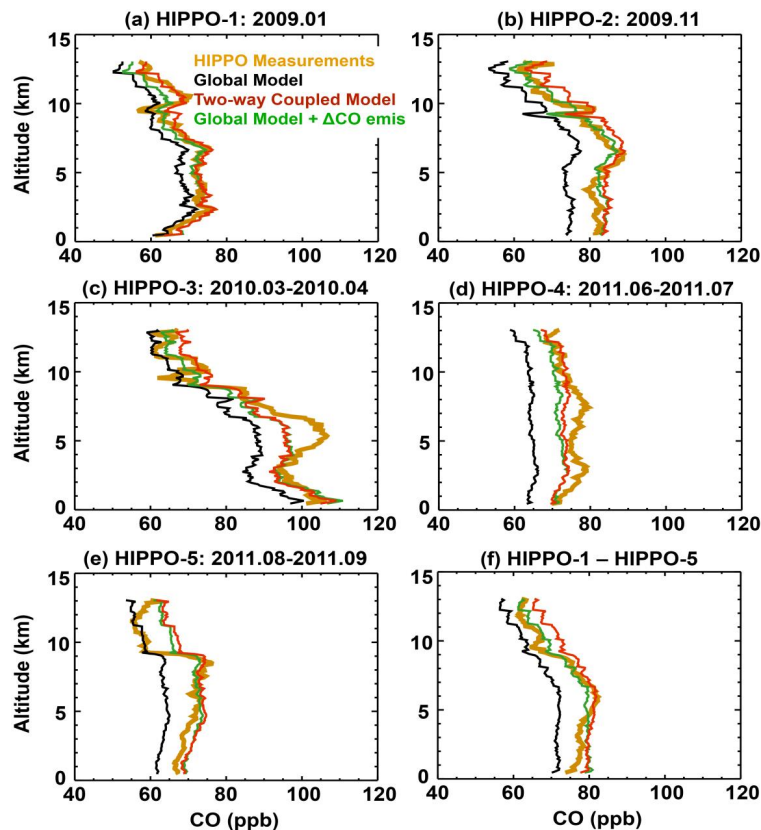 (a) HIPPO-1: 2009.01
(b) HIPPO-2: 2009.11
HIPPO Measurements
Global Model
Two-way Coupled Model
Global Model + ΔCO emis
Altitude (km)
15
10
5
0
40 60 80 100 120
Altitude (km)
15
10
5
0
40 60 80 100 120
(c) HIPPO-3: 2010.03-2010.04
(d) HIPPO-4: 2011.06-2011.07
Altitude (km)
15
10
5
0
40 60 80 100 120
Altitude (km)
15
10
5
0
40 60 80 100 120
(e) HIPPO-5: 2011.08-2011.09
(f) HIPPO-1 – HIPPO-5
Altitude (km)
15
10
5
0
40 60 80 100 120
CO (ppb)
Altitude (km)
15
10
5
0
40 60 80 100 120
CO (ppb)